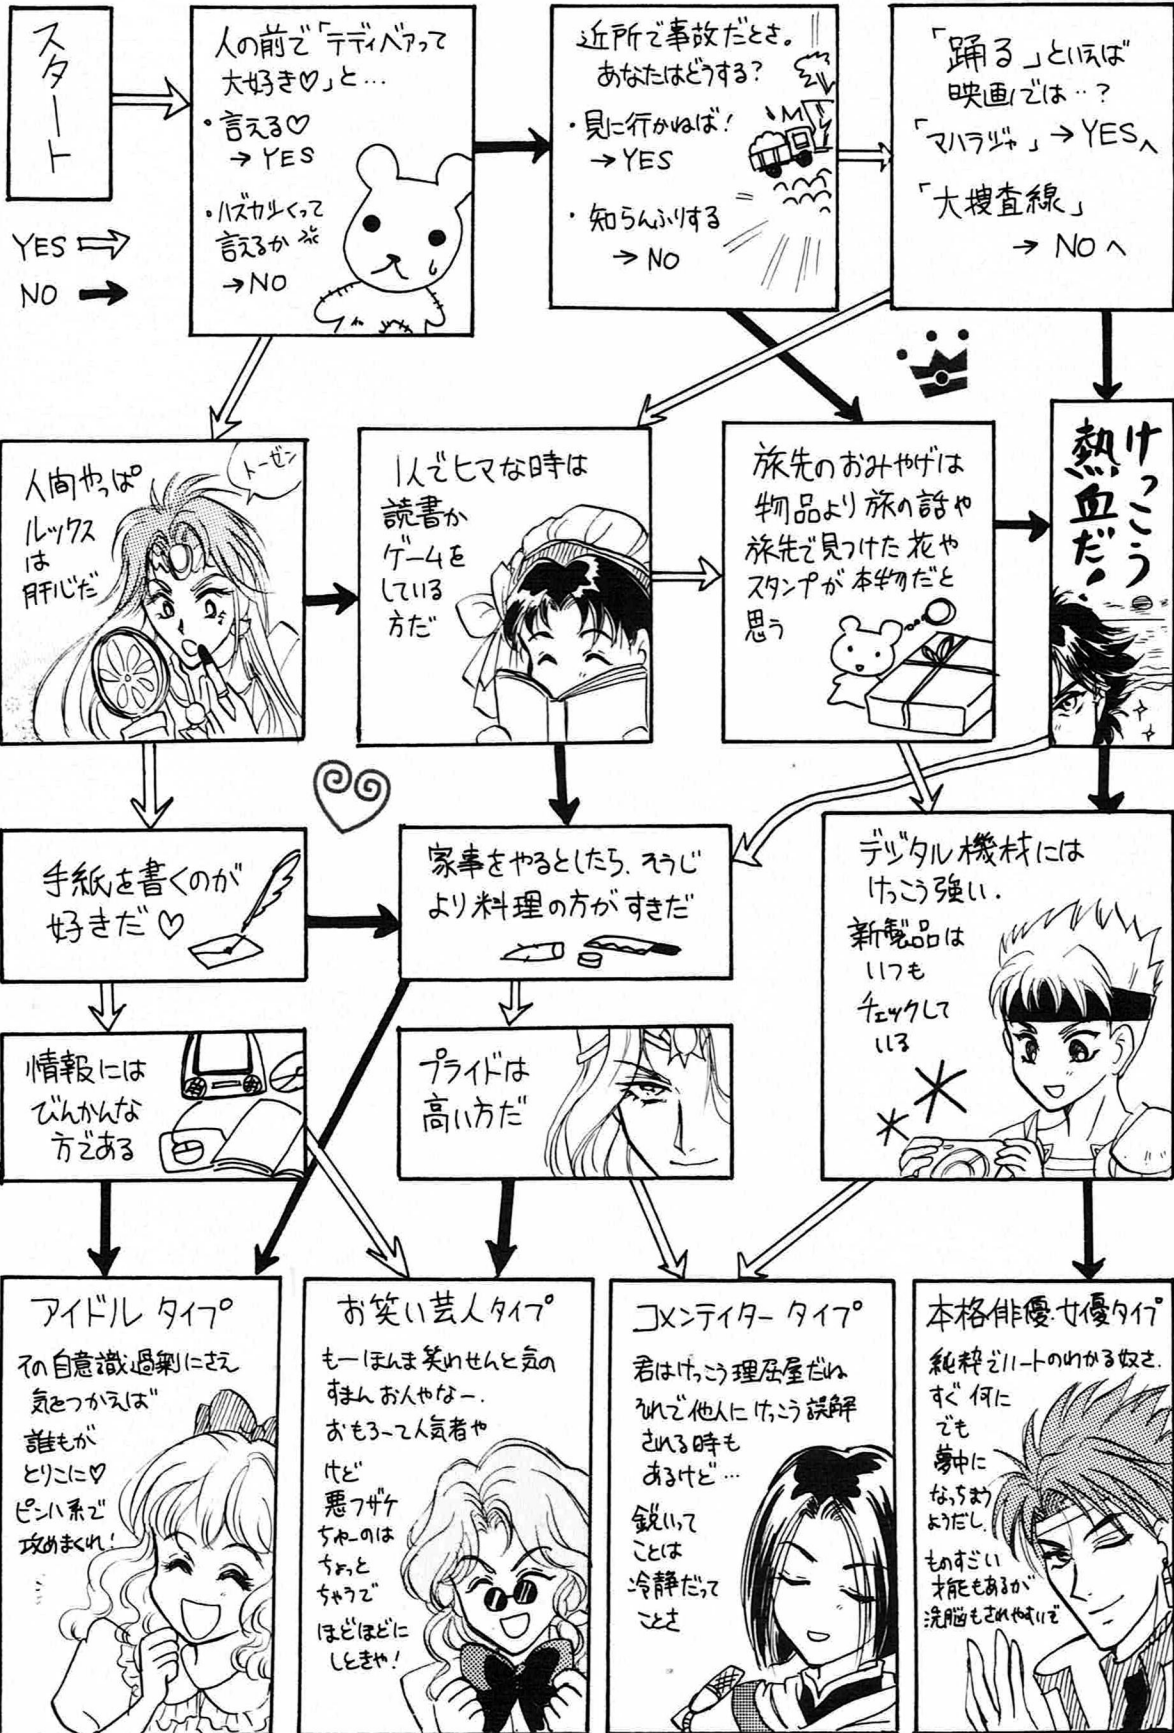 スタート
YES
NO
人の前で「テディベアって
大好き♡」と…
・言える♡
→YES
・ハズカシくって
言えるか
→NO
近所で事故だとさ。
あなたはどうする?
・見に行かねば!
→YES
・知らんふりする
→NO
「踊る」といえば
映画では…?
「マハラジャ」→YESへ
「大捜査線」
→NOへ
人間やっぱ
ルックス
は
肝心だ
トーゼン
1人でヒマな時は
読書か
ゲームを
している
方だ
旅先のおみやげは
物品より旅の話や
旅先で見つけた花や
スタンプが本物だと
思う
けっこう
熱血だ!
手紙を書くのが
好きだ♡
家事をやるとしたら、そうじ
より料理の方がすきだ
デジタル機材には
けっこう強い.
新製品は
いつも
チェックして
いる
情報には
びんかんな
方である
プライドは
高い方だ
アイドルタイプ
その自意識過剰にさえ
気をつかえば
誰もが
とりこに♡
ピンハ系で
攻めまくれ!
お笑い芸人タイプ
もーほんま笑わせんと気の
すまんお人やなー.
おもろーて人気者や
けど
悪フザケ
ちゅーのは
ちょっと
ちゃうで
ほどほどに
しときや!
コメンテイタータイプ
君はけっこう理屈屋だね
それで他人にけっこう誤解
される時も
あるけど…
鋭いって
ことは
冷静だって
ことさ
本格俳優・女優タイプ
純粋でハートのわかる奴さ.
すぐ何に
でも
夢中に
なっちまう
ようだし.
ものすごい
才能もあるが
洗脳もされやすいで